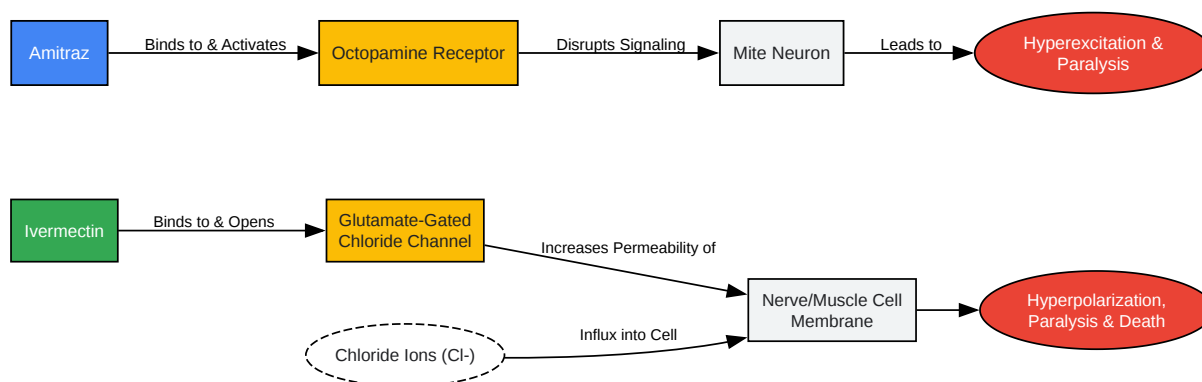 Amitraz
Binds to & Activates
Octopamine Receptor
Disrupts Signaling
Mite Neuron
Leads to
Hyperexcitation &
Paralysis
Ivermectin
Binds to & Opens
Glutamate-Gated
Chloride Channel
Increases Permeability of
Nerve/Muscle Cell
Membrane
Hyperpolarization,
Paralysis & Death
Chloride Ions (Cl-)
Influx into Cell